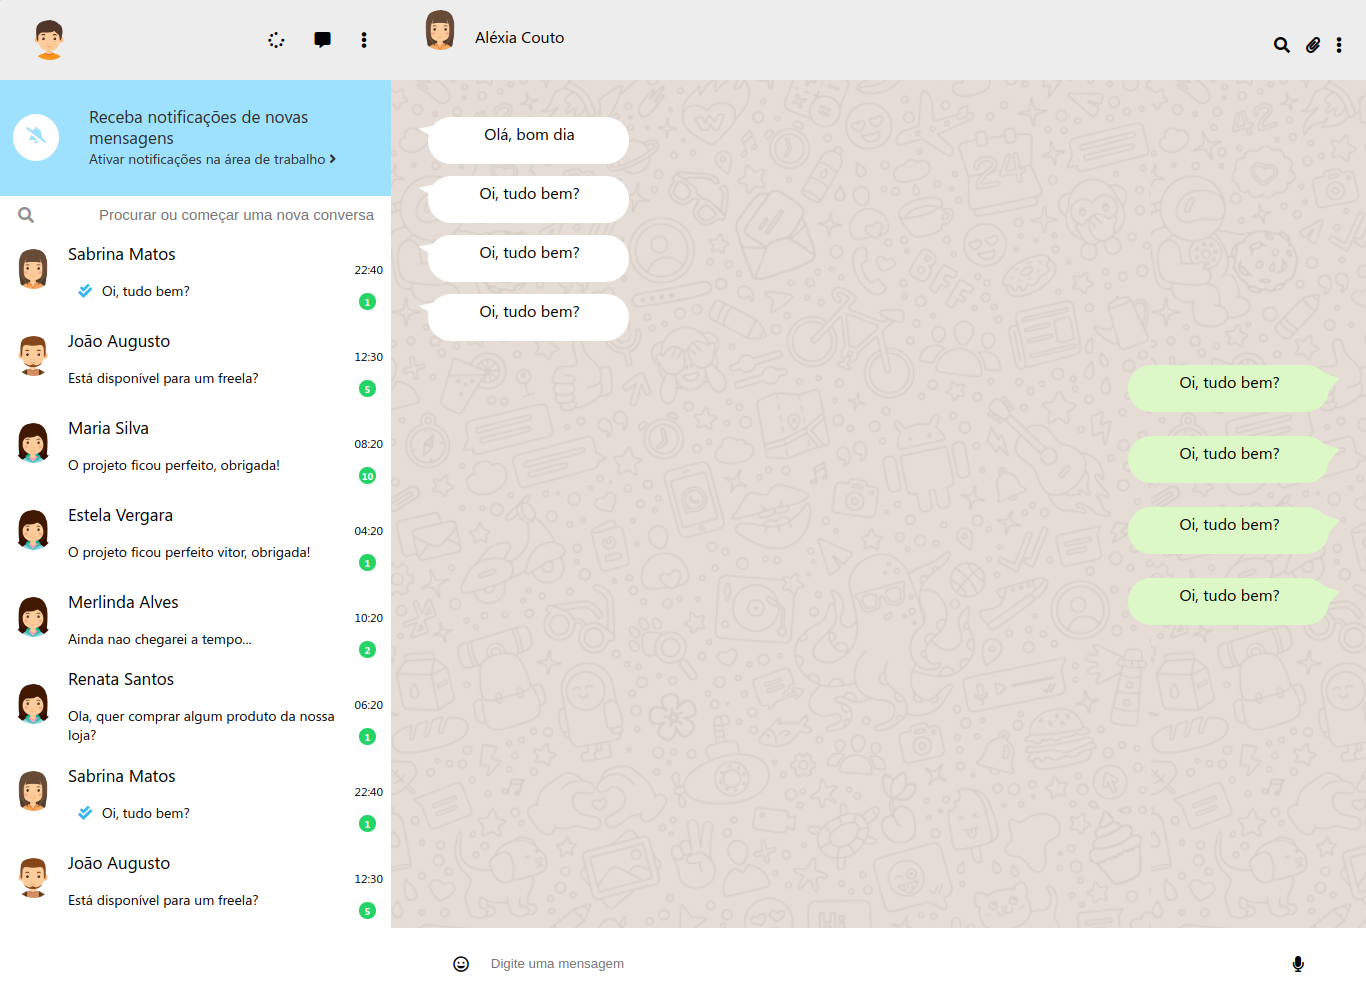 Aléxia Couto
Receba notificações de novas
mensagens
Ativar notificações na área de trabalho
Procurar ou começar uma nova conversa
Sabrina Matos
22:40
Oi, tudo bem?
1
João Augusto
12:30
Está disponível para um freela?
5
Maria Silva
08:20
O projeto ficou perfeito, obrigada!
10
Estela Vergara
04:20
O projeto ficou perfeito vitor, obrigada!
1
Merlinda Alves
10:20
Ainda nao chegarei a tempo...
2
Renata Santos
06:20
Ola, quer comprar algum produto da nossa
loja?
1
Sabrina Matos
22:40
Oi, tudo bem?
1
João Augusto
12:30
Está disponível para um freela?
5
Olá, bom dia
Oi, tudo bem?
Oi, tudo bem?
Oi, tudo bem?
Oi, tudo bem?
Oi, tudo bem?
Oi, tudo bem?
Oi, tudo bem?
Digite uma mensagem